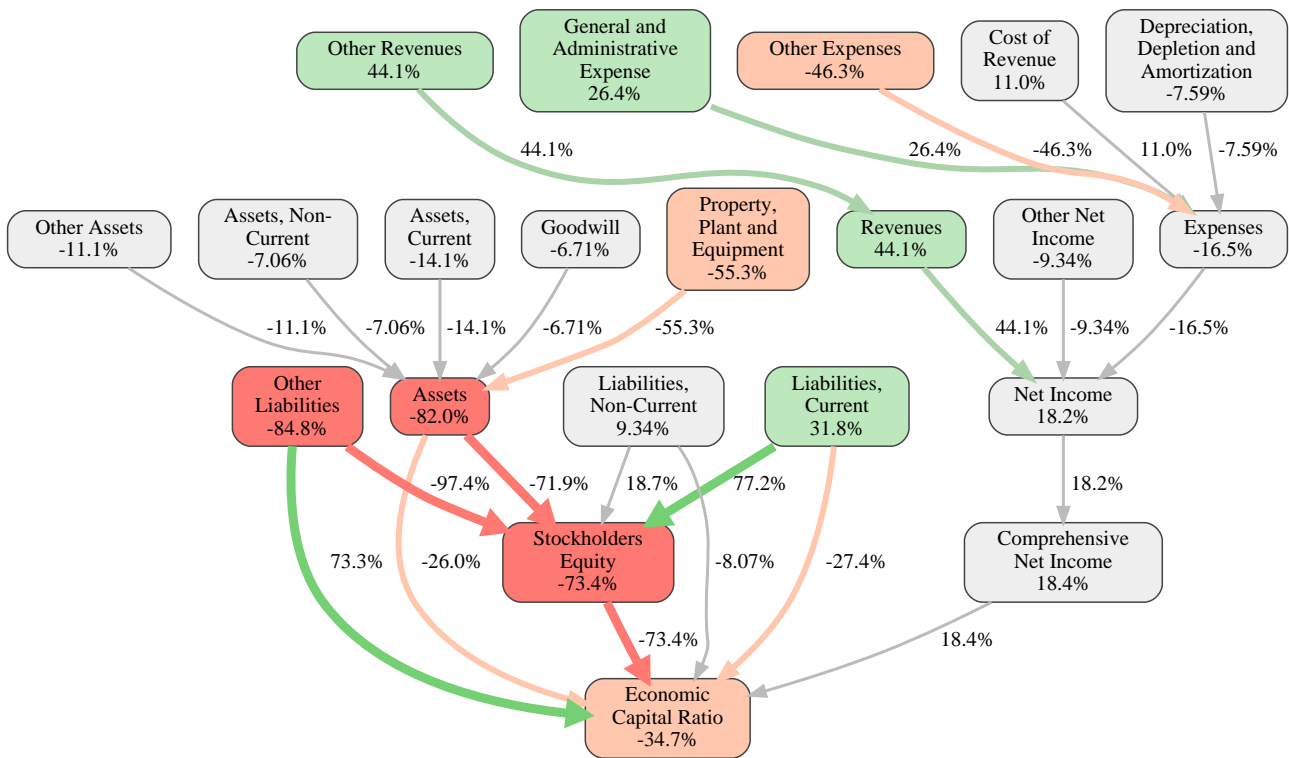 Other Revenues
44.1%
General and
Administrative
Expense
26.4%
Other Expenses
-46.3%
Cost of
Revenue
11.0%
Depreciation,
Depletion and
Amortization
-7.59%
44.1%
26.4%
-46.3%
11.0%
-7.59%
Other Assets
-11.1%
Assets, Non-
Current
-7.06%
Assets,
Current
-14.1%
Goodwill
-6.71%
Property,
Plant and
Equipment
-55.3%
Revenues
44.1%
Other Net
Income
-9.34%
Expenses
-16.5%
-11.1%
-7.06%
-14.1%
-6.71%
-55.3%
44.1%
-9.34%
-16.5%
Other
Liabilities
-84.8%
Assets
-82.0%
Liabilities,
Non-Current
9.34%
Liabilities,
Current
31.8%
Net Income
18.2%
-97.4%
-71.9%
18.7%
77.2%
18.2%
Stockholders
Equity
-73.4%
Comprehensive
Net Income
18.4%
73.3%
-26.0%
-8.07%
-27.4%
-73.4%
18.4%
Economic
Capital Ratio
-34.7%